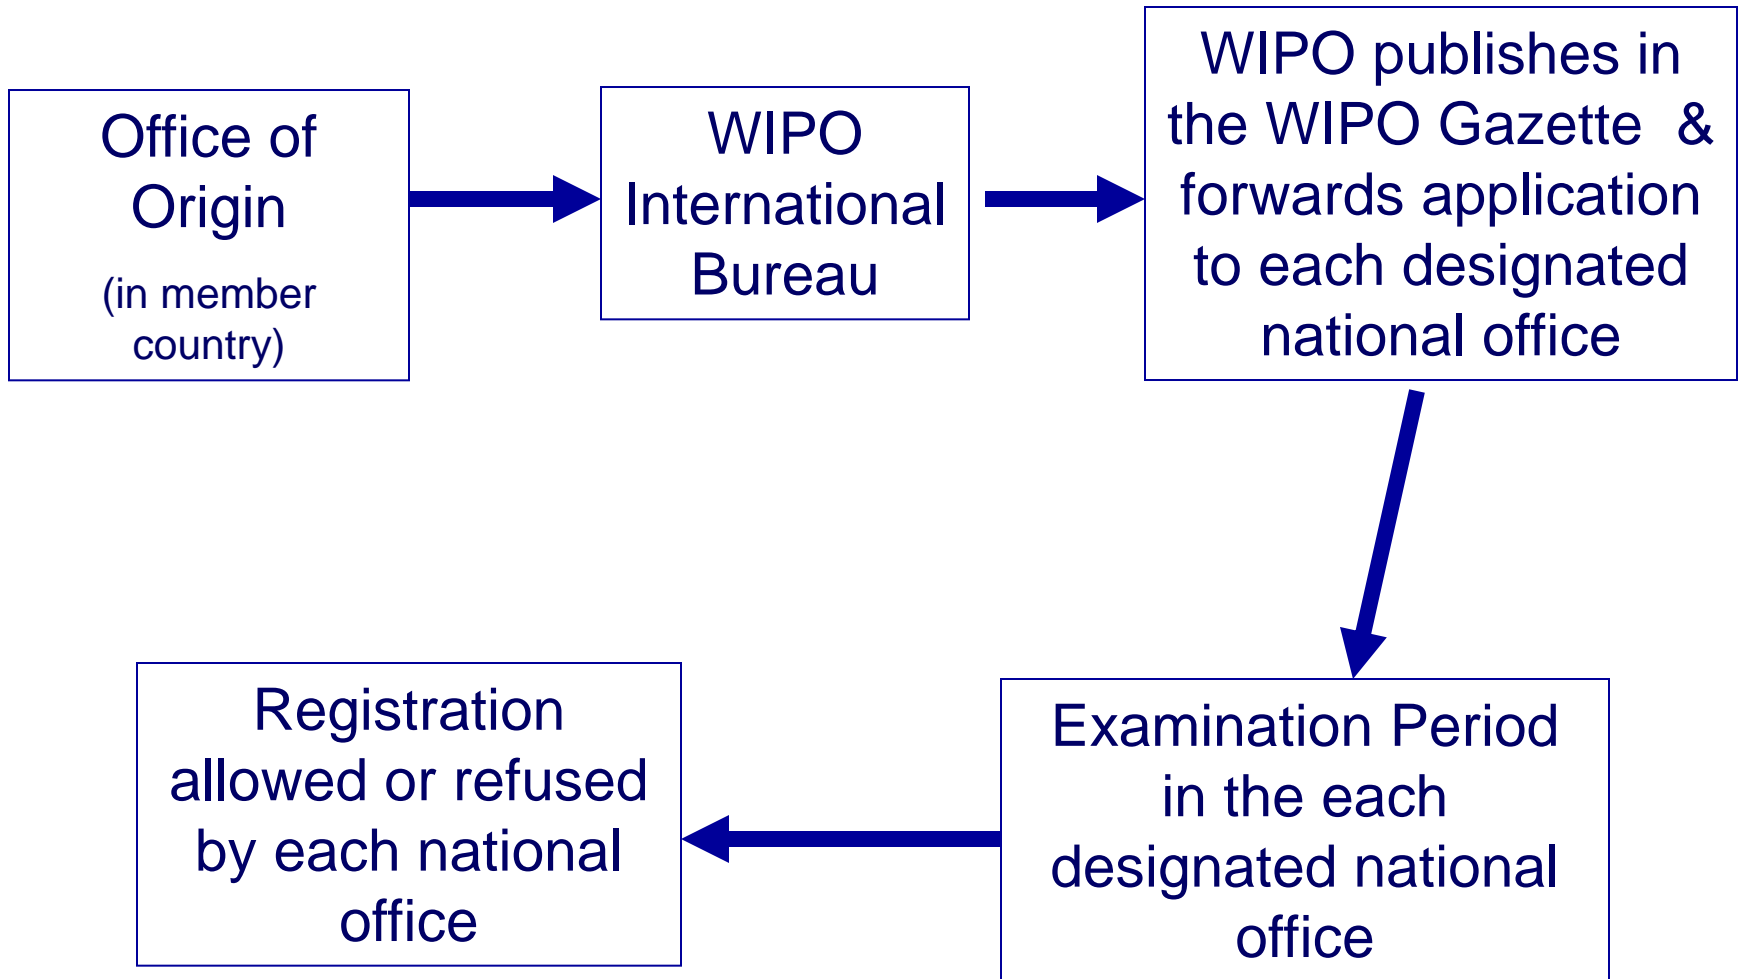 Office of
Origin
(in member
country)
WIPO
International
Bureau
WIPO publishes in
the WIPO Gazette &
forwards application
to each designated
national office
Registration
allowed or refused
by each national
office
Examination Period
in the each
designated national
office